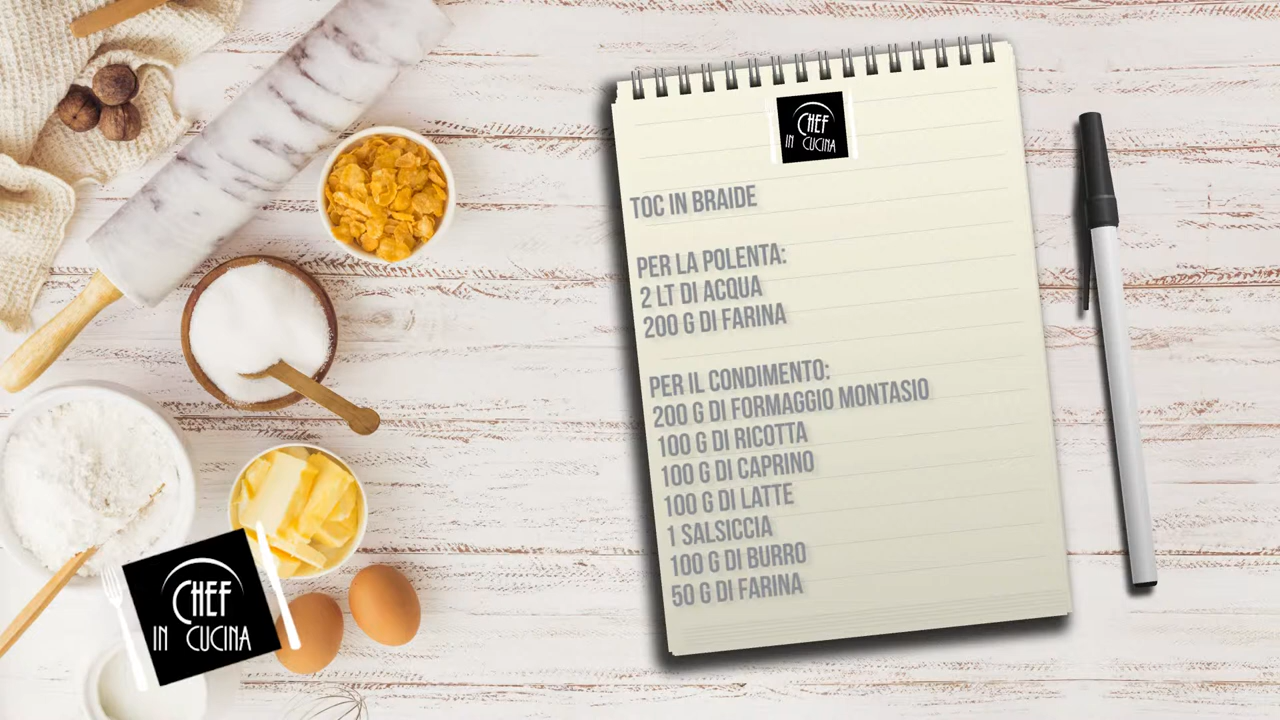 CHEF
IN CUCINA
TOC IN BRAIDE
PER LA POLENTA:
2 LT DI ACQUA
200 G DI FARINA
PER IL CONDIMENTO:
200 G DI FORMAGGIO MONTASIO
100 G DI RICOTTA
100 G DI CAPRINO
100 G DI LATTE
1 SALSICCIA
100 G DI BURRO
50 G DI FARINA
CHEF
IN CUCINA